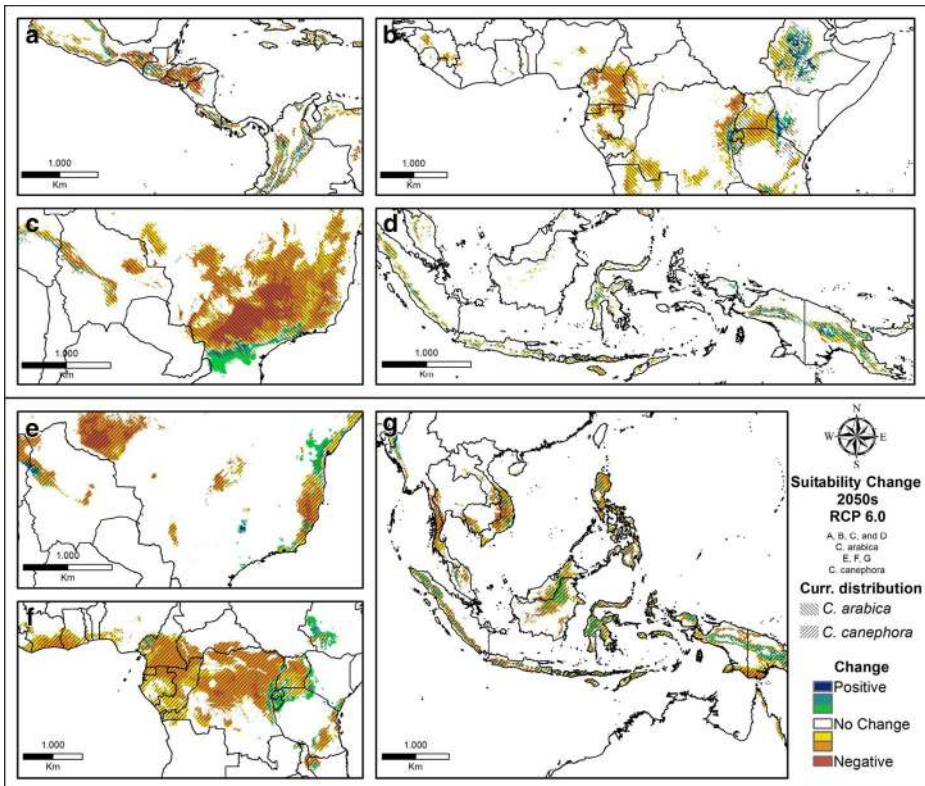 a
1.000
Km
b
1.000
Km
c
1.000
Km
d
1.000
Km
e
1.000
Km
f
1.000
Km
g
1.000
Km
N
W E
S
Suitability Change
2050s
RCP 6.0
A, B, C, and D
C. arabica
E, F, G
C. canephora
Curr. distribution
C. arabica
C. canephora
Change
Positive
No Change
Negative